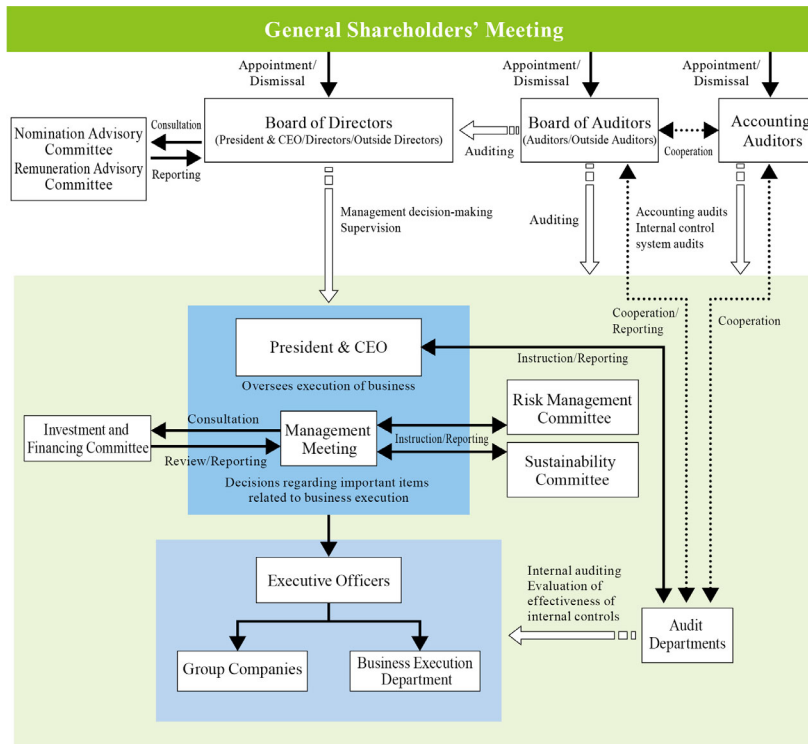 General Shareholders' Meeting
Appointment/
Dismissal
Appointment/
Dismissal
Appointment/
Dismissal
Nomination Advisory
Committee
Remuneration Advisory
Committee
Consultation
Reporting
Board of Directors
(President & CEO/Directors/Outside Directors)
Auditing
Board of Auditors
(Auditors/Outside Auditors)
Cooperation
Accounting
Auditors
Management decision-making
Supervision
Auditing
Accounting audits
Internal control
system audits
Cooperation/
Reporting
Cooperation
President & CEO
Oversees execution of business
Instruction/Reporting
Investment and
Financing Committee
Consultation
Review/Reporting
Management
Meeting
Instruction/Reporting
Risk Management
Committee
Sustainability
Committee
Decisions regarding important items
related to business execution
Executive Officers
Group Companies
Business Execution
Department
Internal auditing
Evaluation of
effectiveness of
internal controls
Audit
Departments